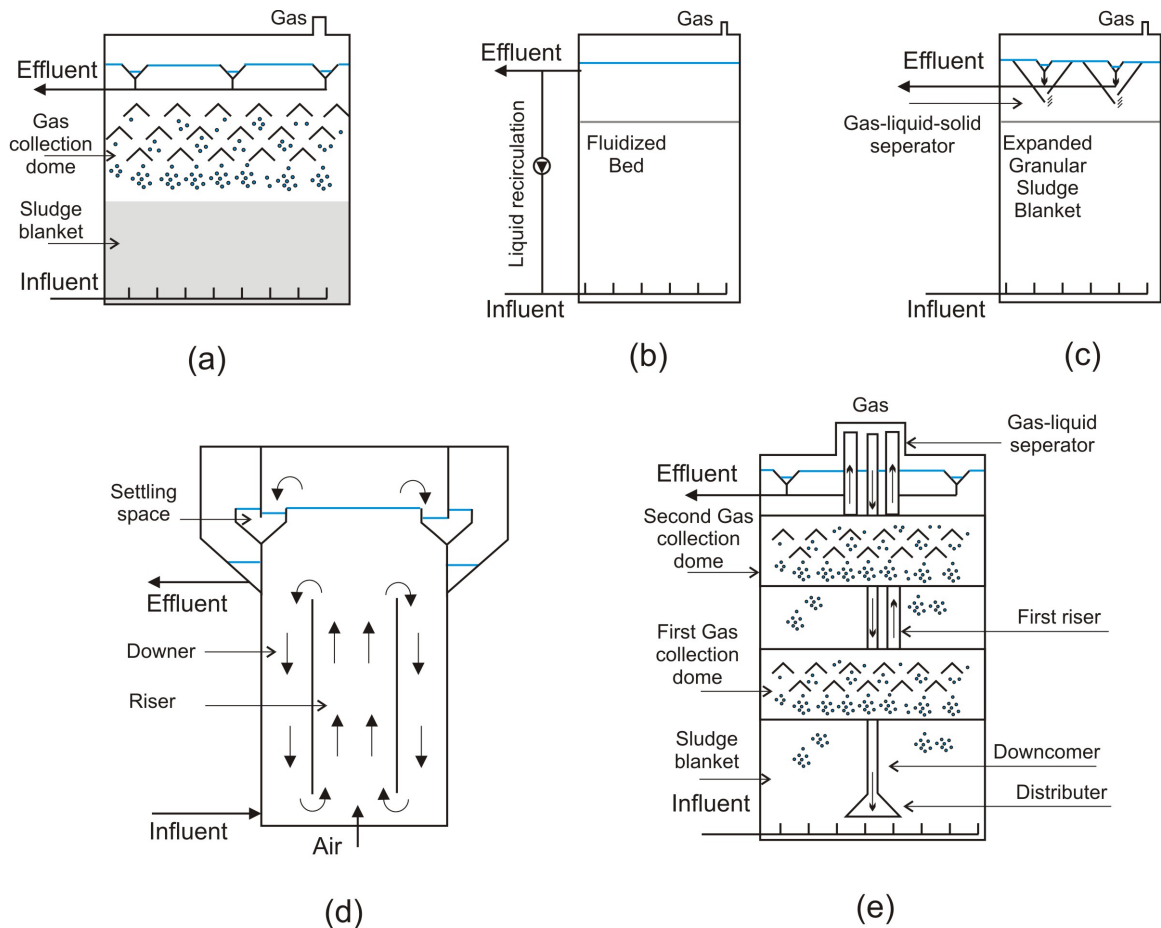 Gas
Effluent
Gas
collection
dome
Sludge
blanket
Influent
(a)
Gas
Effluent
Liquid recirculation
Fluidized
Bed
Influent
(b)
Gas
Effluent
Gas-liquid-solid
seperator
Expanded
Granular
Sludge
Blanket
Influent
(c)
Settling
space
Effluent
Downer
Riser
Influent
Air
(d)
Gas
Gas-liquid
seperator
Effluent
Second Gas
collection
dome
First riser
First Gas
collection
dome
Sludge
blanket
Downcomer
Influent
Distributer
(e)